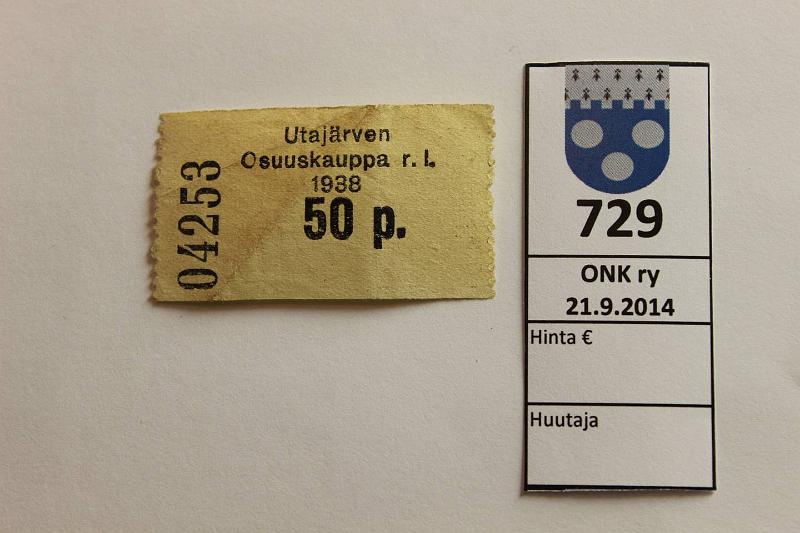 Utajärven
Osuuskauppa r. l.
1938
50 p.
04253
729
ONK ry
21.9.2014
Hinta €
Huutaja